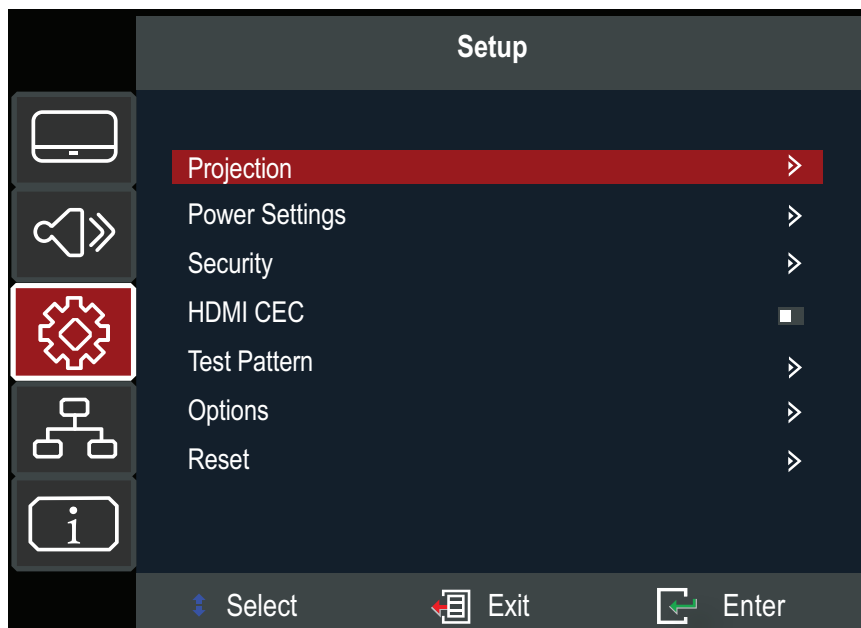 Setup
Projection
Power Settings
Security
HDMI CEC
Test Pattern
Options
Reset
i
Select Exit Enter